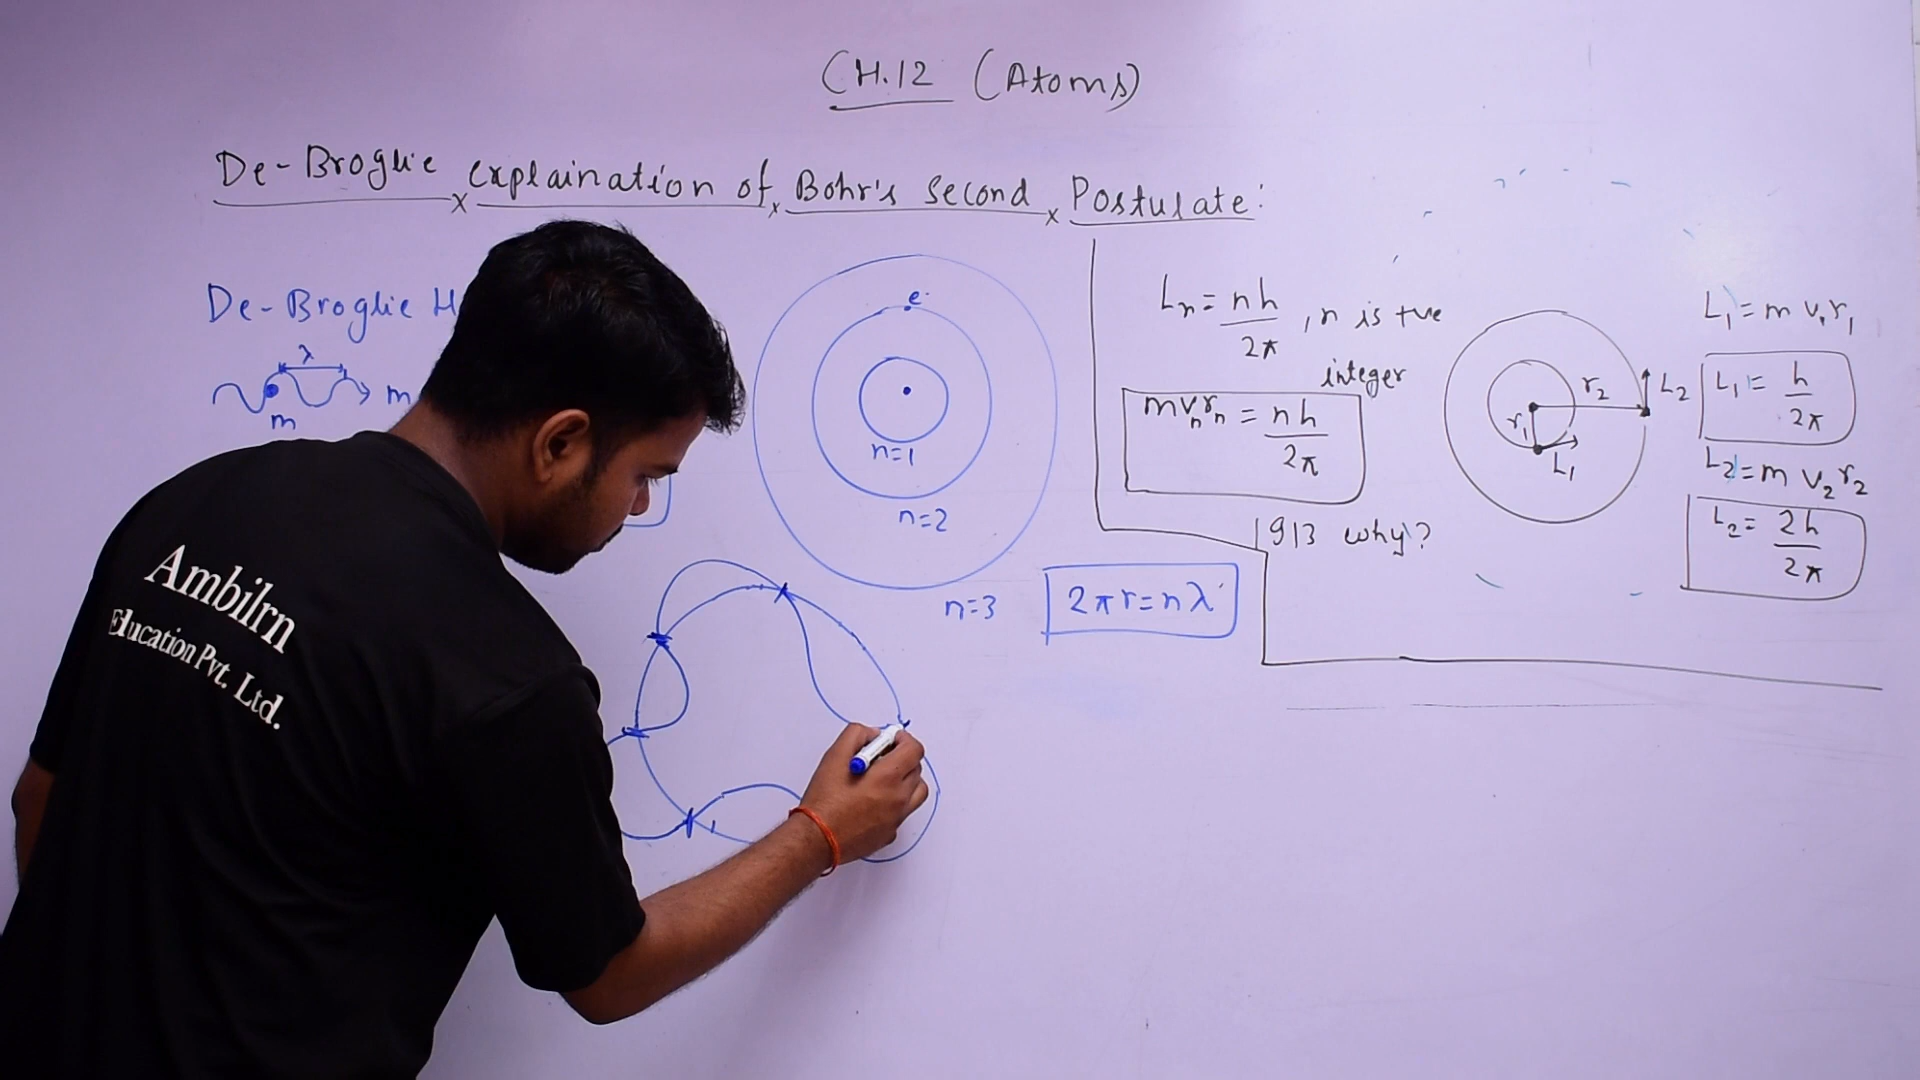 CH.12 (Atoms)
De-Broglie explaination of Bohr's second Postulate:
De-Broglie H
λ
m
m
e-
n=1
n=2
n=3
2πr=nλ
Lₙ = nh/2π, n is +ve
integer
mvₙrₙ = nh/2π
1913 why?
r₁
r₂
L₁
L₂
L₁=mv₁r₁
L₁ = h/2π
L₂=mv₂r₂
L₂= 2h/2π
Ambilrn
Education Pvt. Ltd.